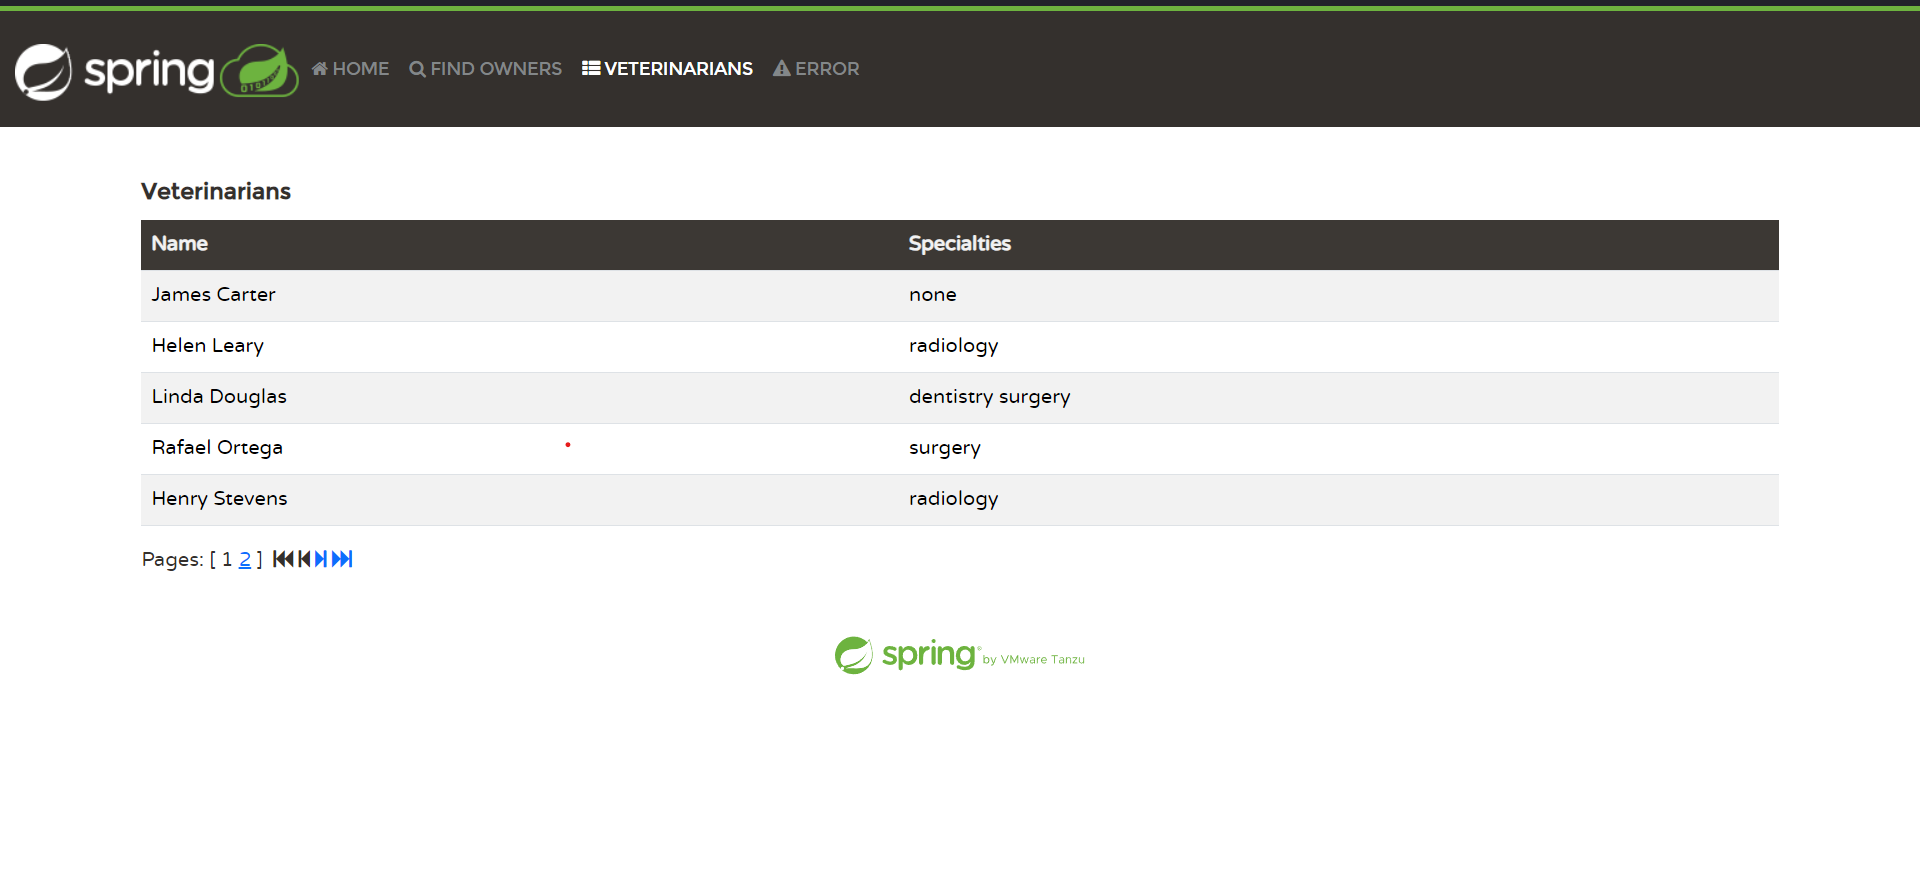 spring HOME FIND OWNERS VETERINARIANS ERROR
Veterinarians
Name Specialties
James Carter none
Helen Leary radiology
Linda Douglas dentistry surgery
Rafael Ortega surgery
Henry Stevens radiology
Pages: [ 1 2 ]
spring® by VMware Tanzu